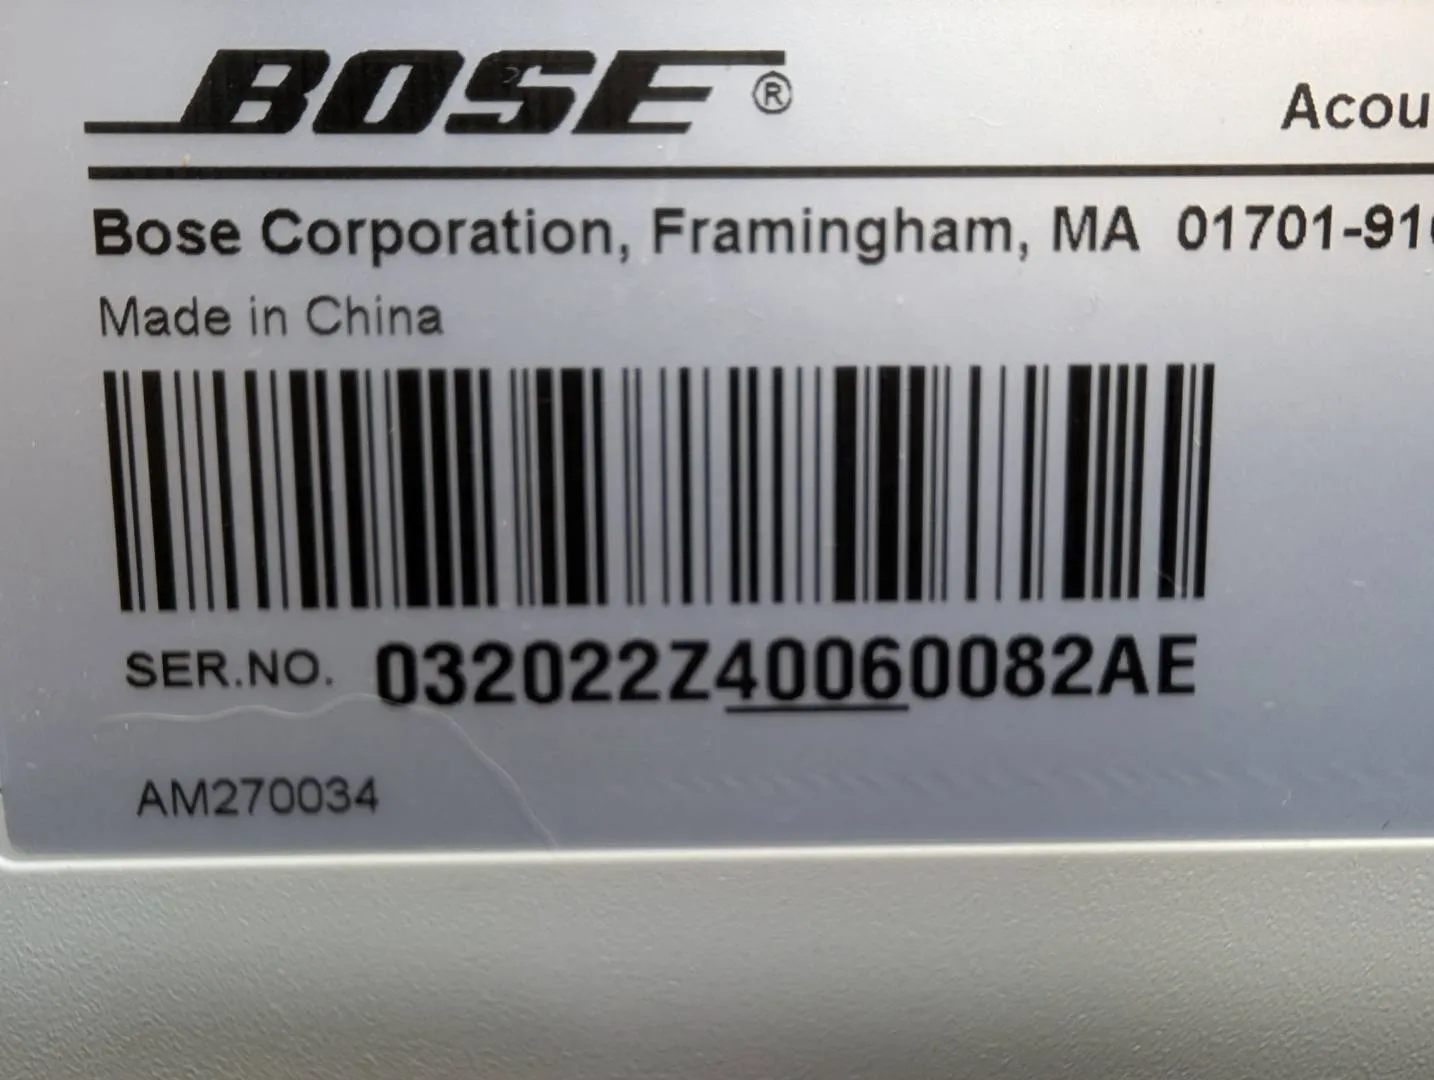 BOSE®
Acou
Bose Corporation, Framingham, MA 01701-91
Made in China
SER.NO. 032022Z40060082AE
AM270034